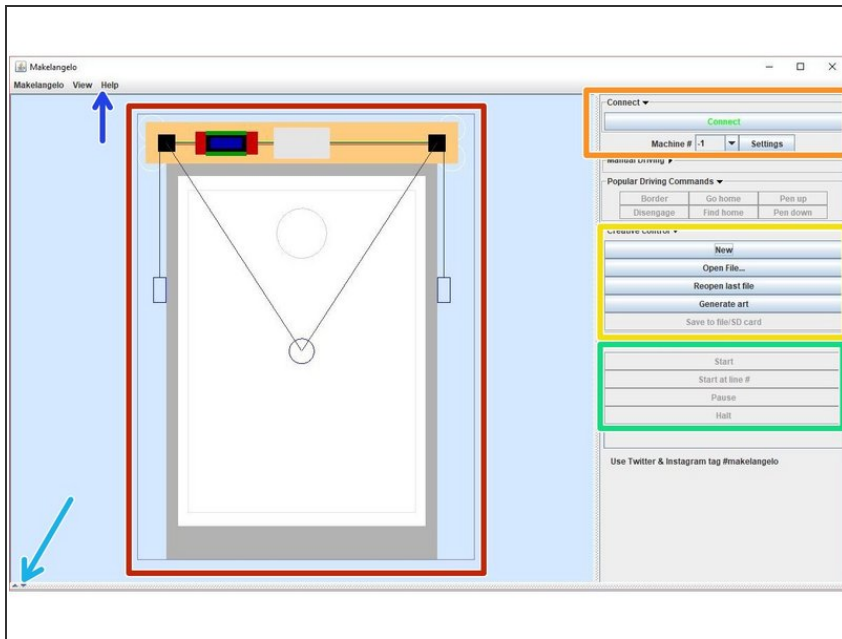 Makelangelo
Makelangelo View Help
Connect
Connect
Machine # -1 Settings
Manual Driving
Popular Driving Commands
Border Go home Pen up
Disengage Find home Pen down
Creative Control
New
Open File...
Reopen last file
Generate art
Save to file/SD card
Start
Start at line #
Pause
Halt
Use Twitter & Instagram tag #makelangelo